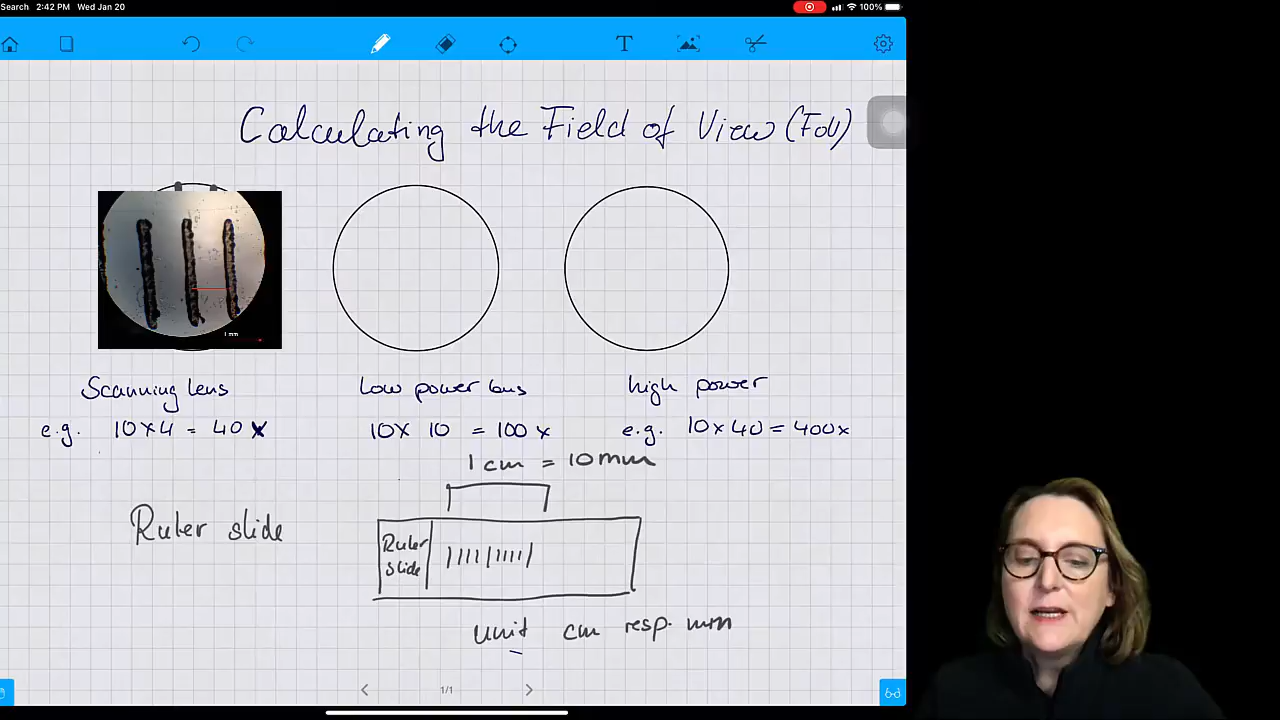 Search 2:42 PM Wed Jan 20 100%
T
Calculating the Field of View (FoV)
1 mm
Scanning lens
low power lens
high power
e.g. 10x4 = 40x
10x 10 = 100x
e.g. 10x40 = 400x
1 cm = 10mm
Ruler slide
Ruler
slide
unit cm resp. mm
1/1